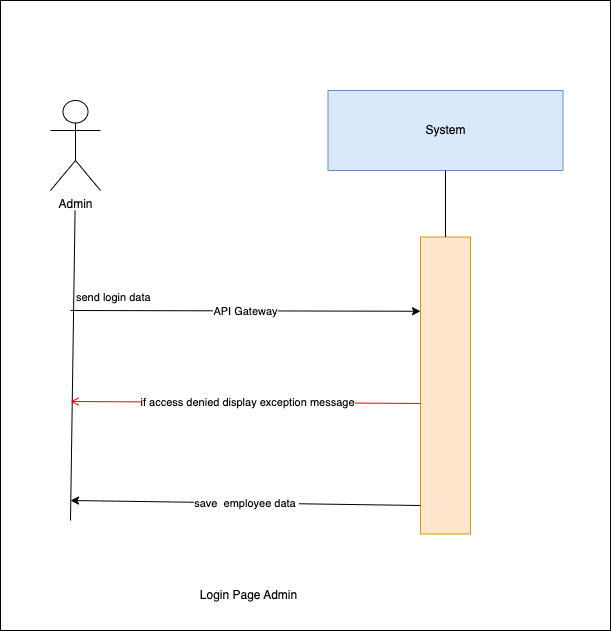 System
Admin
send login data
API Gateway
if access denied display exception message
save employee data
Login Page Admin